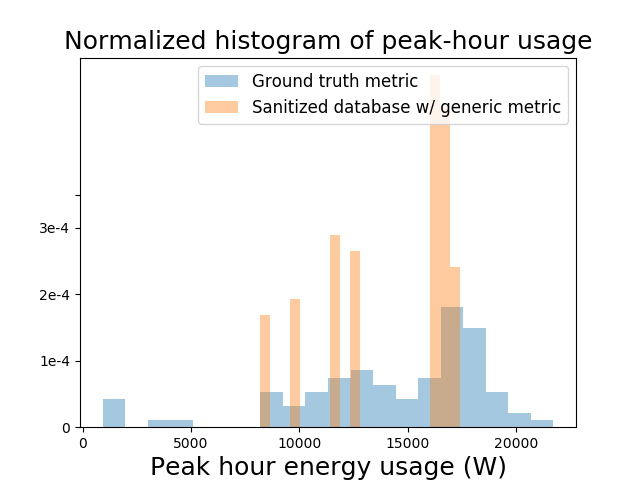 Normalized histogram of peak-hour usage
Ground truth metric
Sanitized database w/ generic metric
3e-4
2e-4
1e-4
0
0 5000 10000 15000 20000
Peak hour energy usage (W)